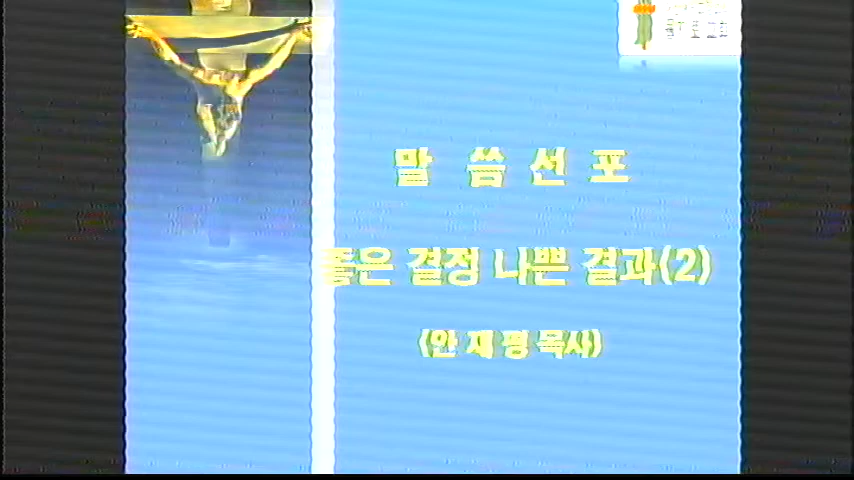 말 씀 선 포
좋은 결정 나쁜 결과(2)
(안 재 평 목사)